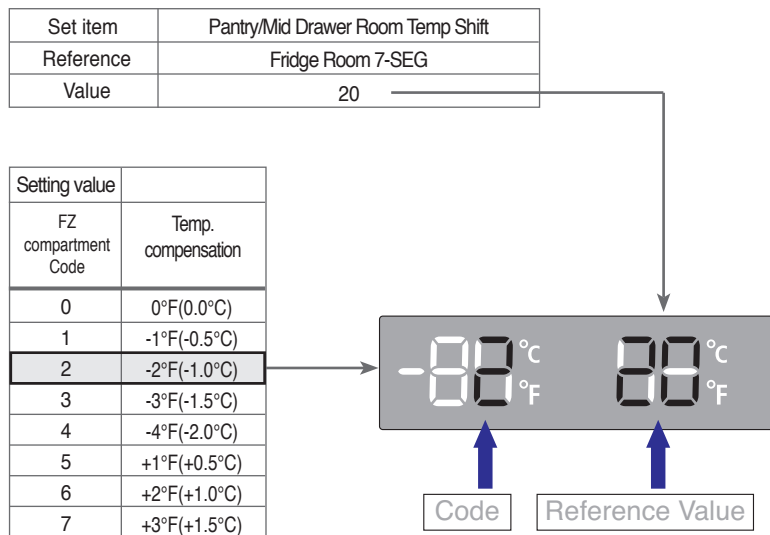 Set item Pantry/Mid Drawer Room Temp Shift
Reference Fridge Room 7-SEG
Value 20
Setting value
FZ compartment Code Temp. compensation
0 0°F(0.0°C)
1 -1°F(-0.5°C)
2 -2°F(-1.0°C)
3 -3°F(-1.5°C)
4 -4°F(-2.0°C)
5 +1°F(+0.5°C)
6 +2°F(+1.0°C)
7 +3°F(+1.5°C)
2 °C 20 °C
°F °F
Code Reference Value